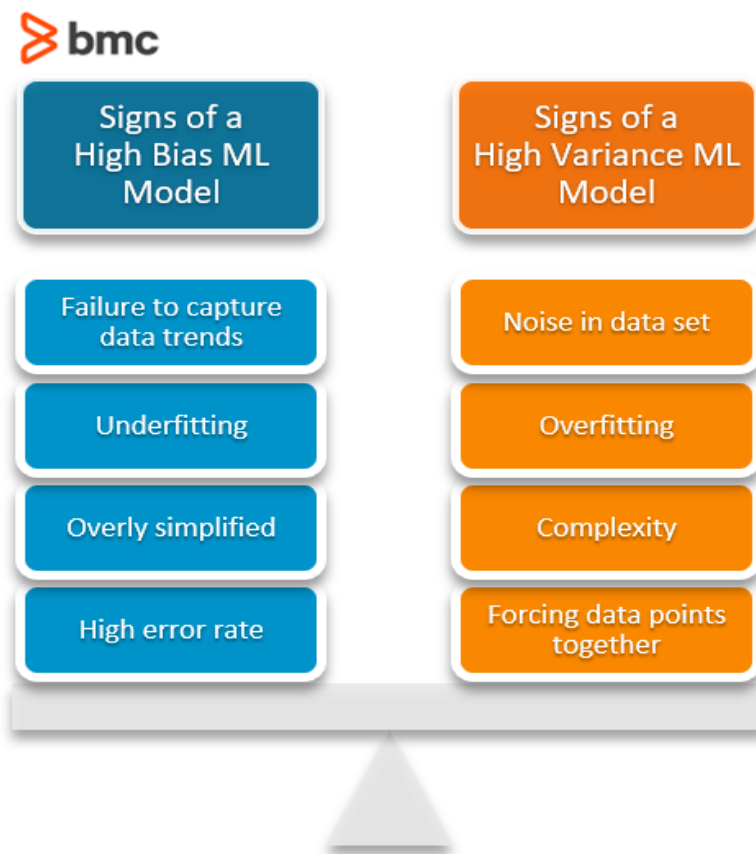 bmc
Signs of a
High Bias ML
Model
Failure to capture
data trends
Underfitting
Overly simplified
High error rate
Signs of a
High Variance ML
Model
Noise in data set
Overfitting
Complexity
Forcing data points
together